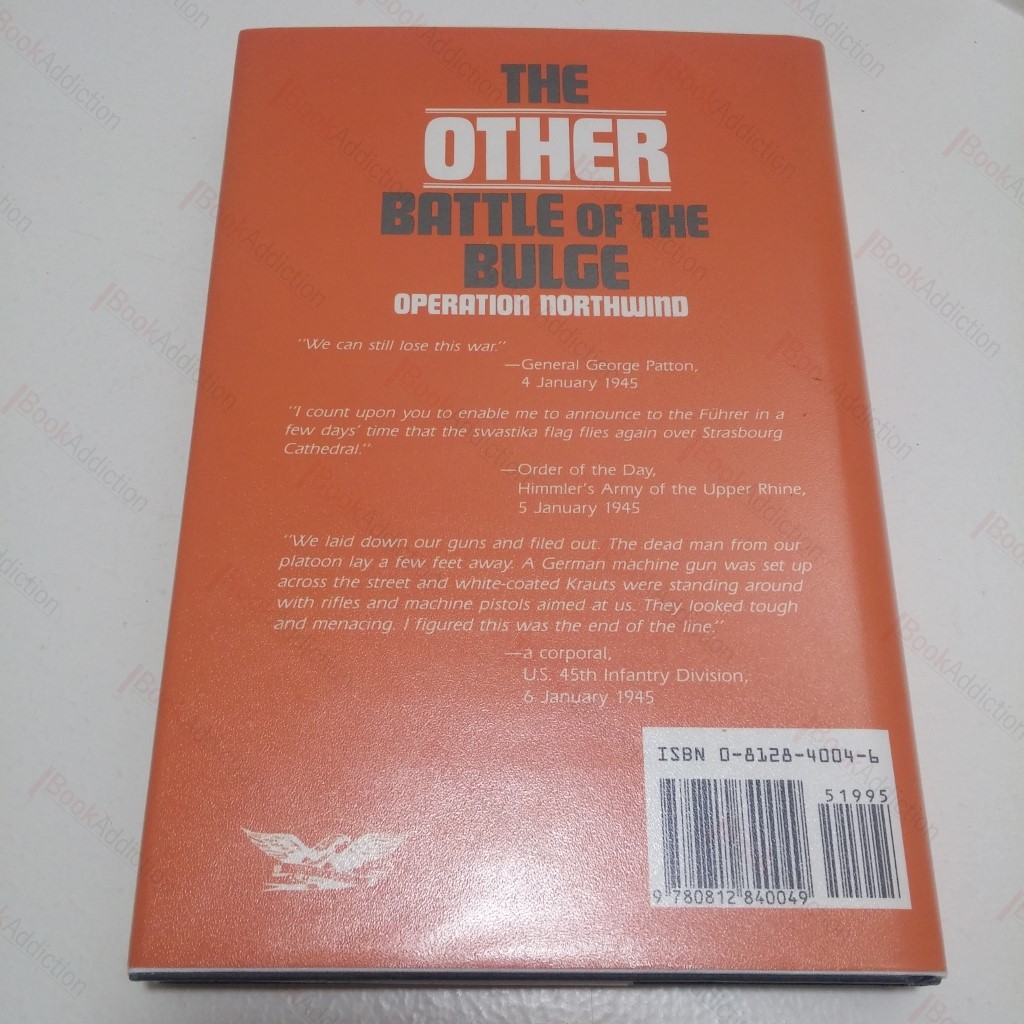 THE
OTHER
BATTLE OF THE
BULGE
OPERATION NORTHWIND
"We can still lose this war."
—General George Patton,
4 January 1945
"I count upon you to enable me to announce to the Führer in a
few days' time that the swastika flag flies again over Strasbourg
Cathedral."
—Order of the Day,
Himmler's Army of the Upper Rhine,
5 January 1945
"We laid down our guns and filed out. The dead man from our
platoon lay a few feet away. A German machine gun was set up
across the street and white-coated Krauts were standing around
with rifles and machine pistols aimed at us. They looked tough
and menacing. I figured this was the end of the line."
—a corporal,
U.S. 45th Infantry Division,
6 January 1945
ISBN 0-8128-4004-6
51995
9 780812 840049
BookAddiction